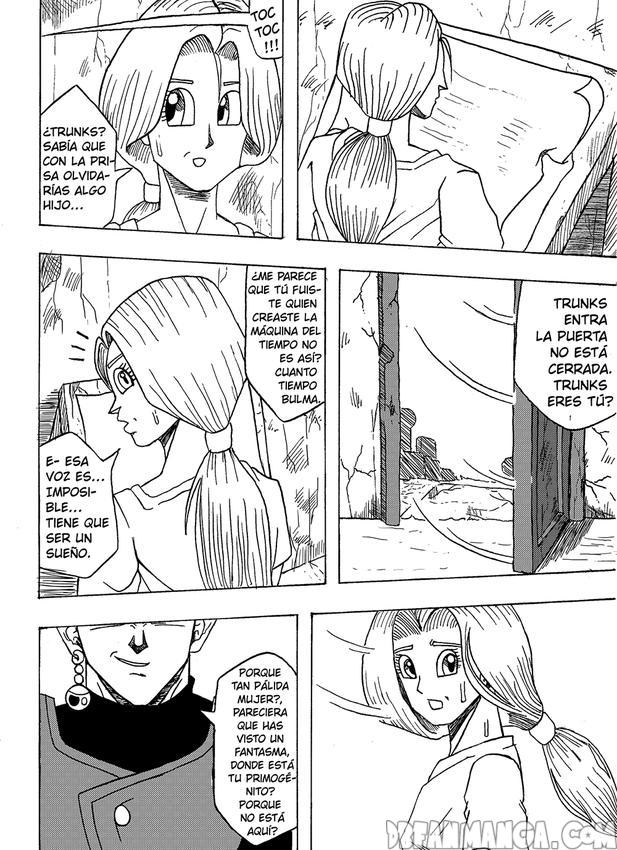 TOC
TOC
!!!
¿TRUNKS?
SABÍA QUE
CON LA PRI-
SA OLVIDA-
RÍAS ALGO
HIJO...
TRUNKS
ENTRA
LA PUERTA
NO ESTÁ
CERRADA.
TRUNKS
ERES TÚ?
¿ME PARECE
QUE TÚ FUIS-
TE QUIEN
CREASTE LA
MÁQUINA DEL
TIEMPO NO
ES ASÍ?
CUANTO
TIEMPO
BULMA.
E- ESA
VOZ ES...
IMPOSI-
BLE...
TIENE QUE
SER UN
SUEÑO.
PORQUE
TAN PÁLIDA
MUJER?,
PARECIERA
QUE HAS
VISTO UN
FANTASMA,
DONDE ESTÁ
TU PRIMOGÉ-
NITO?
PORQUE
NO ESTÁ
AQUÍ?
DREAMMANGA.COM